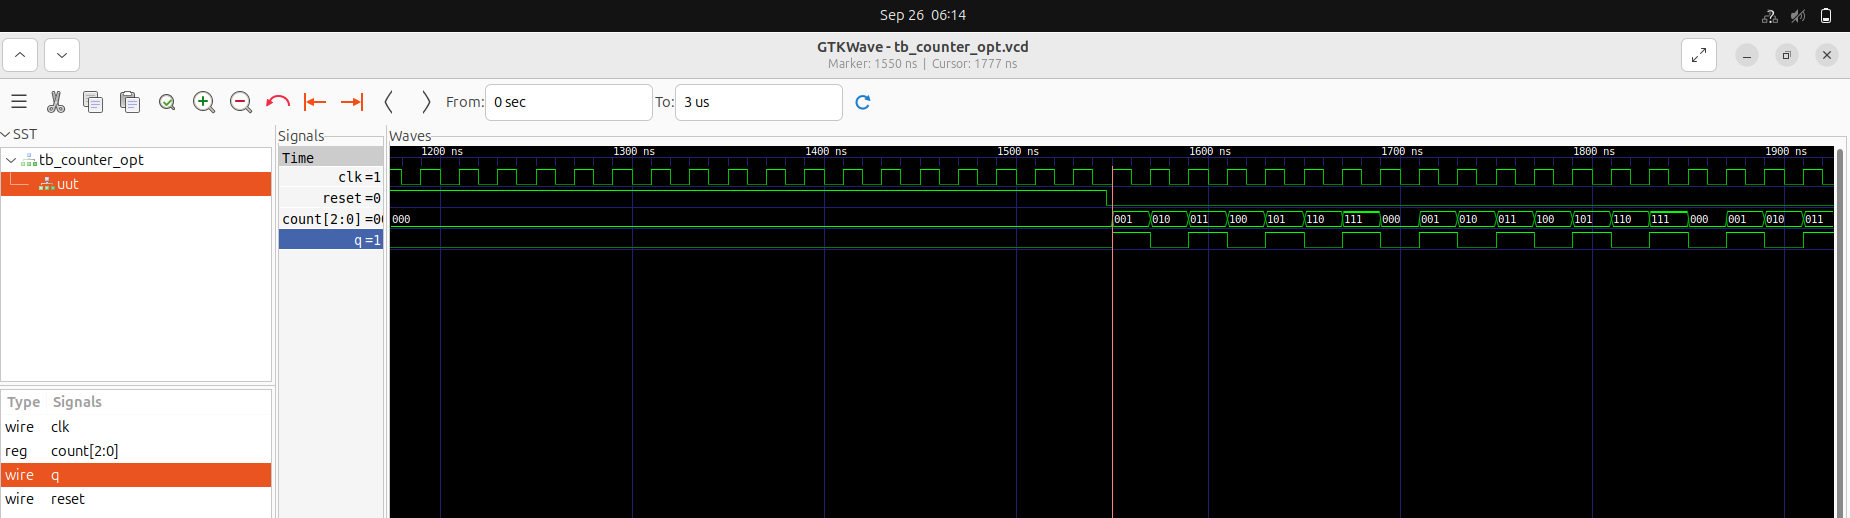 Sep 26 06:14
GTKWave - tb_counter_opt.vcd
Marker: 1550 ns | Cursor: 1777 ns
From: 0 sec To: 3 us
SST
tb_counter_opt
uut
Type Signals
wire clk
reg count[2:0]
wire q
wire reset
Signals
Time
clk =1
reset =0
count[2:0] =00
q =1
Waves
1200 ns 1300 ns 1400 ns 1500 ns 1600 ns 1700 ns 1800 ns 1900 ns
000 001 010 011 100 101 110 111 000 001 010 011 100 101 110 111 000 001 010 011